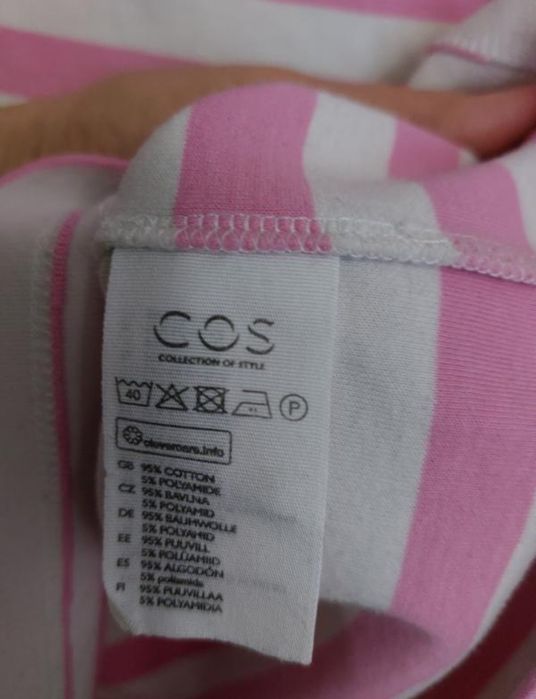 COS
COLLECTION OF STYLE
40 P
clevercare.info
GB 95% COTTON
5% POLYAMIDE
CZ 95% BAVLNA
5% POLYAMID
DE 95% BAUMWOLLE
5% POLYAMID
EE 95% PUUVILL
5% POLÜAMIID
ES 95% ALGODÓN
5% poliamida
FI 95% PUUVILLAA
5% POLYAMIDIA